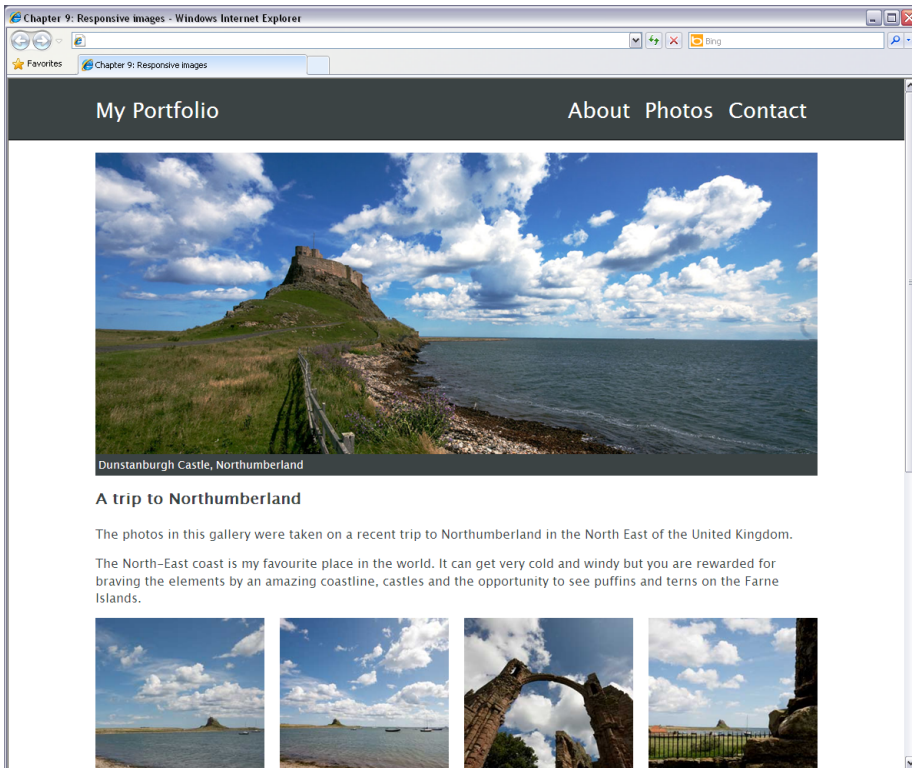 Chapter 9: Responsive images - Windows Internet Explorer
Bing
Favorites
Chapter 9: Responsive images
My Portfolio
About Photos Contact
Dunstanburgh Castle, Northumberland
A trip to Northumberland
The photos in this gallery were taken on a recent trip to Northumberland in the North East of the United Kingdom.
The North-East coast is my favourite place in the world. It can get very cold and windy but you are rewarded for
braving the elements by an amazing coastline, castles and the opportunity to see puffins and terns on the Farne
Islands.